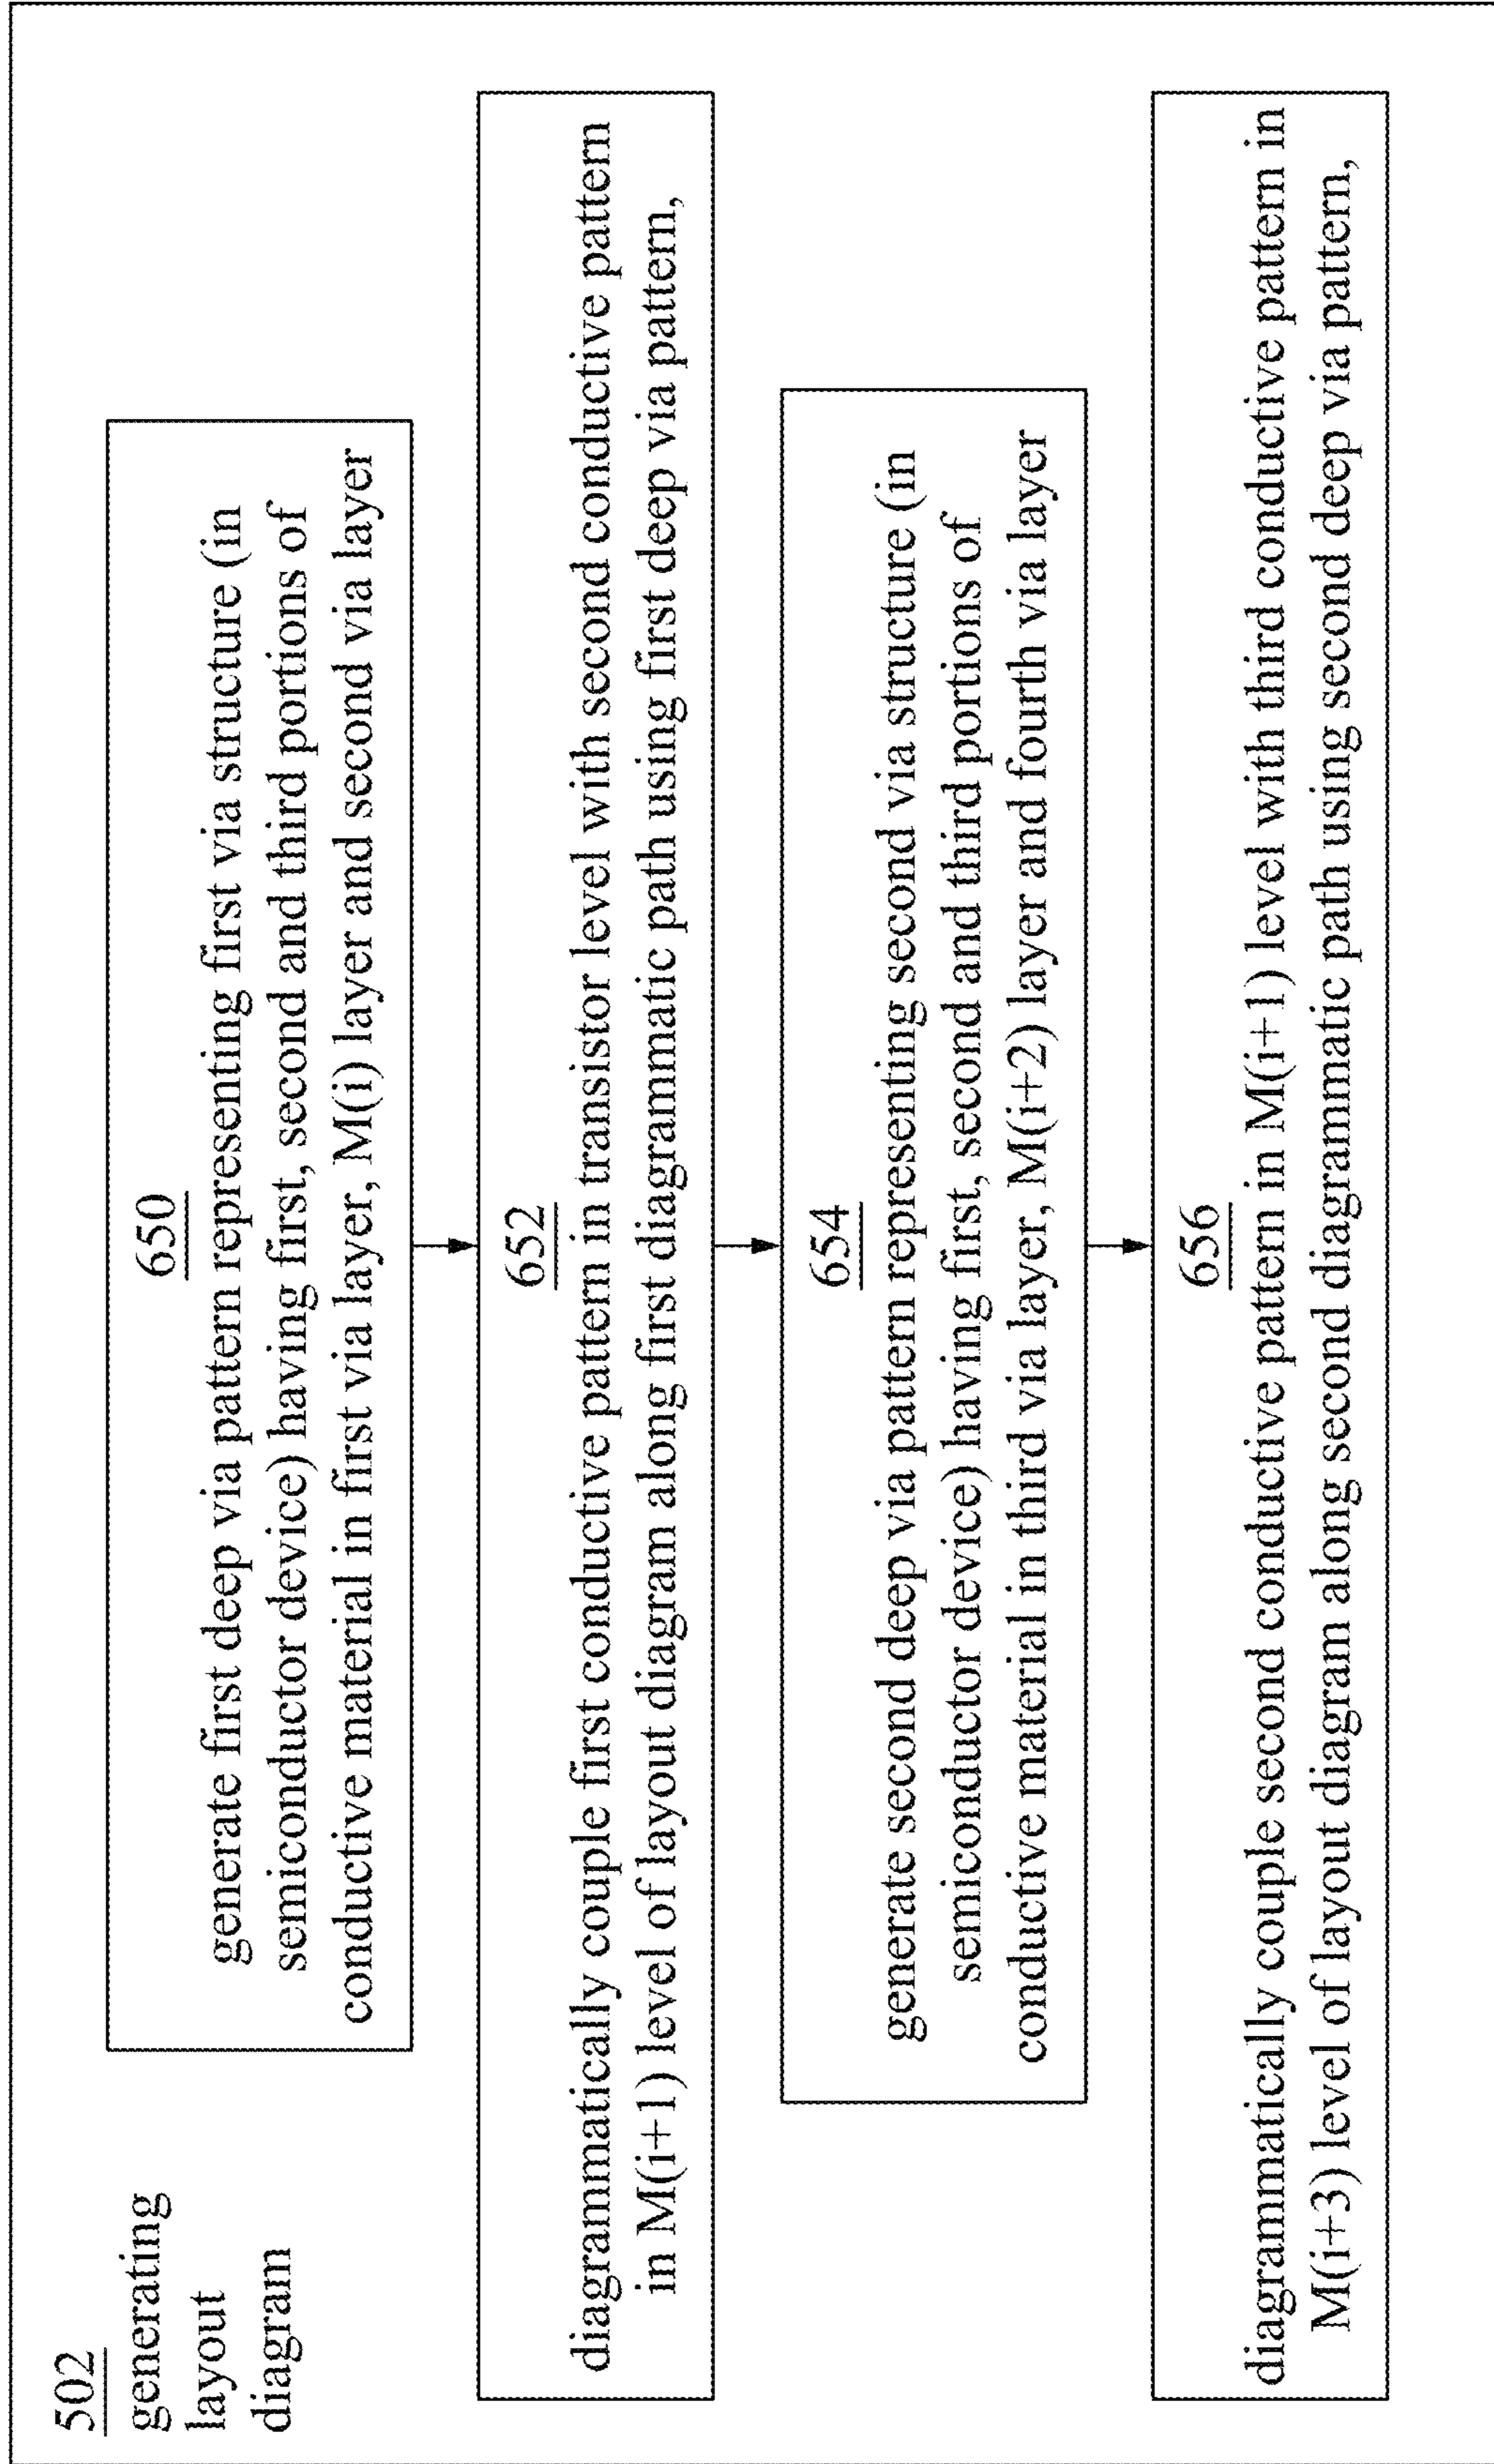 502
generating
layout
diagram
650
generate first deep via pattern representing first via structure (in
semiconductor device) having first, second and third portions of
conductive material in first via layer, M(i) layer and second via layer
652
diagrammatically couple first conductive pattern in transistor level with second conductive pattern
in M(i+1) level of layout diagram along first diagrammatic path using first deep via pattern,
654
generate second deep via pattern representing second via structure (in
semiconductor device) having first, second and third portions of
conductive material in third via layer, M(i+2) layer and fourth via layer
656
diagrammatically couple second conductive pattern in M(i+1) level with third conductive pattern in
M(i+3) level of layout diagram along second diagrammatic path using second deep via pattern,